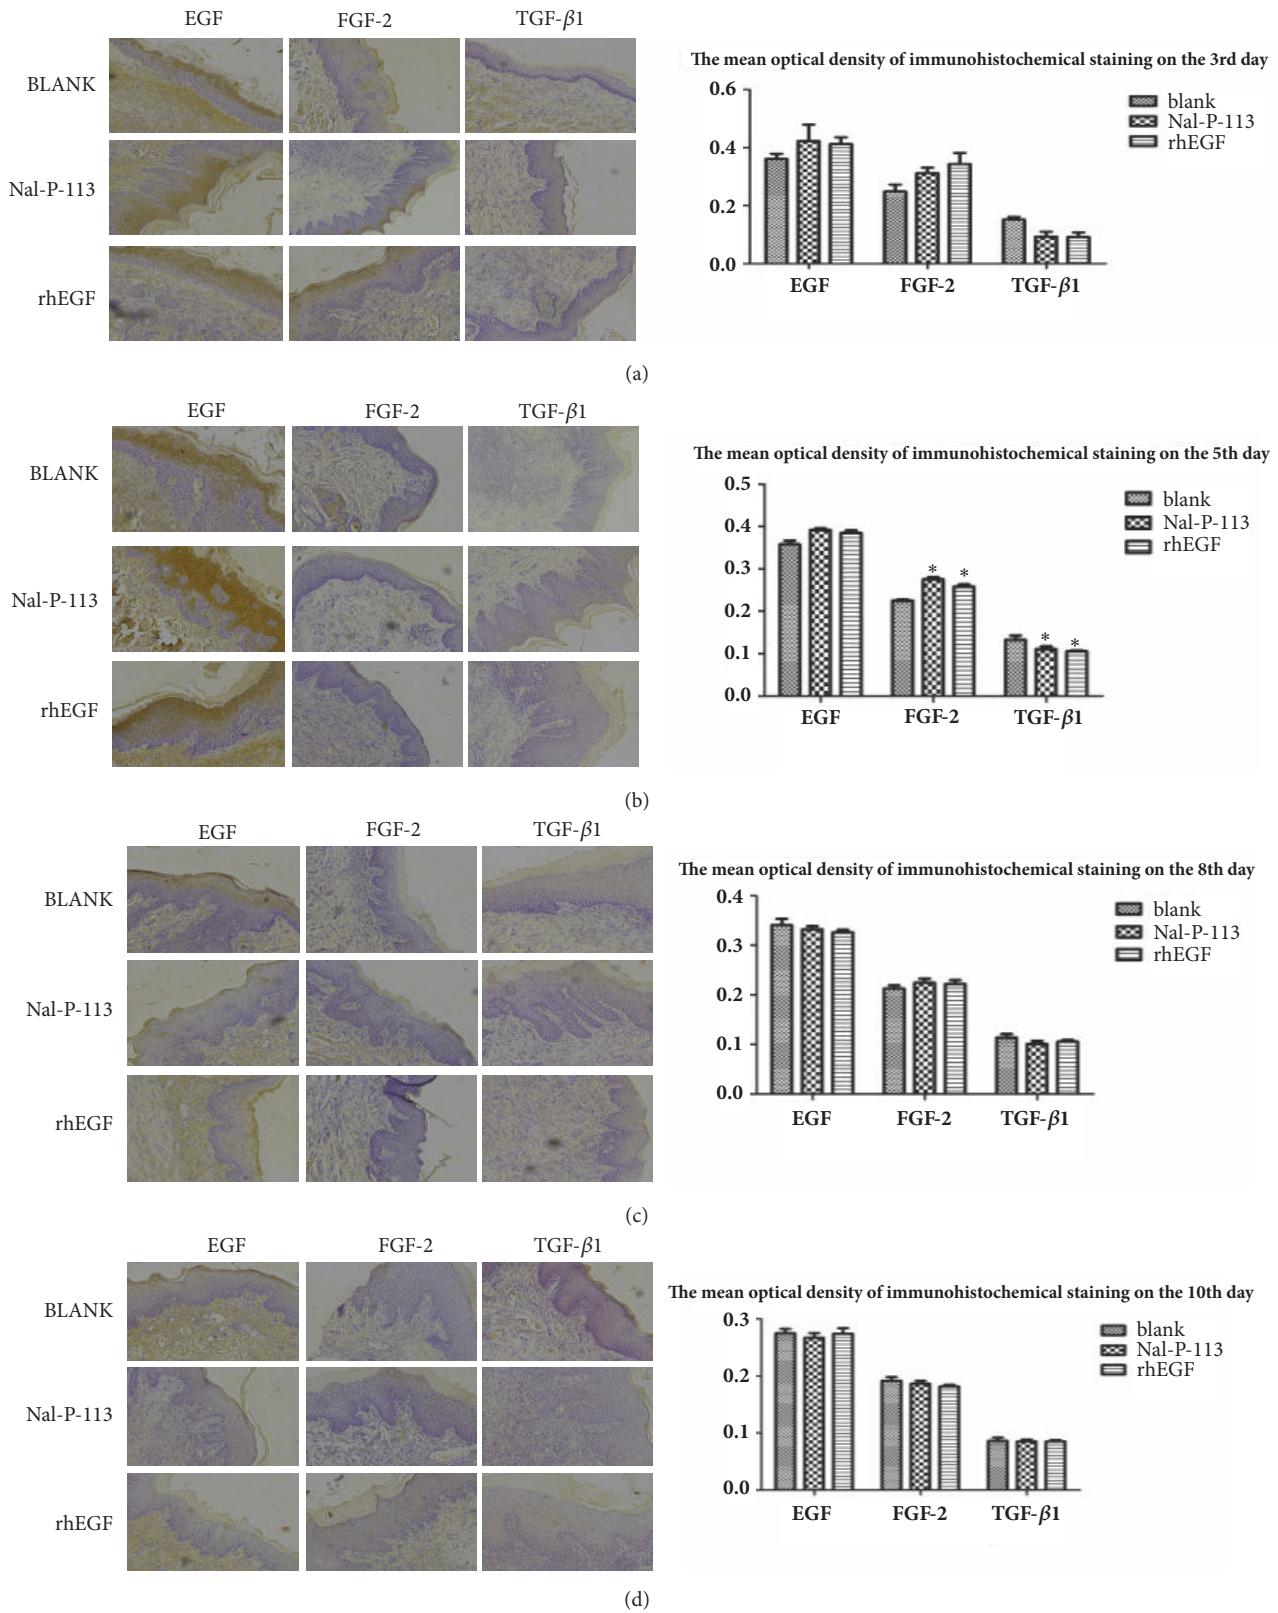 EGF FGF-2 TGF-β1
BLANK
Nal-P-113
rhEGF
The mean optical density of immunohistochemical staining on the 3rd day
0.6
0.4
0.2
0.0
blank
Nal-P-113
rhEGF
EGF FGF-2 TGF-β1
(a)
EGF FGF-2 TGF-β1
BLANK
Nal-P-113
rhEGF
The mean optical density of immunohistochemical staining on the 5th day
0.5
0.4
0.3
0.2
0.1
0.0
* *
* *
blank
Nal-P-113
rhEGF
EGF FGF-2 TGF-β1
(b)
EGF FGF-2 TGF-β1
BLANK
Nal-P-113
rhEGF
The mean optical density of immunohistochemical staining on the 8th day
0.4
0.3
0.2
0.1
0.0
blank
Nal-P-113
rhEGF
EGF FGF-2 TGF-β1
(c)
EGF FGF-2 TGF-β1
BLANK
Nal-P-113
rhEGF
The mean optical density of immunohistochemical staining on the 10th day
0.3
0.2
0.1
0.0
blank
Nal-P-113
rhEGF
EGF FGF-2 TGF-β1
(d)